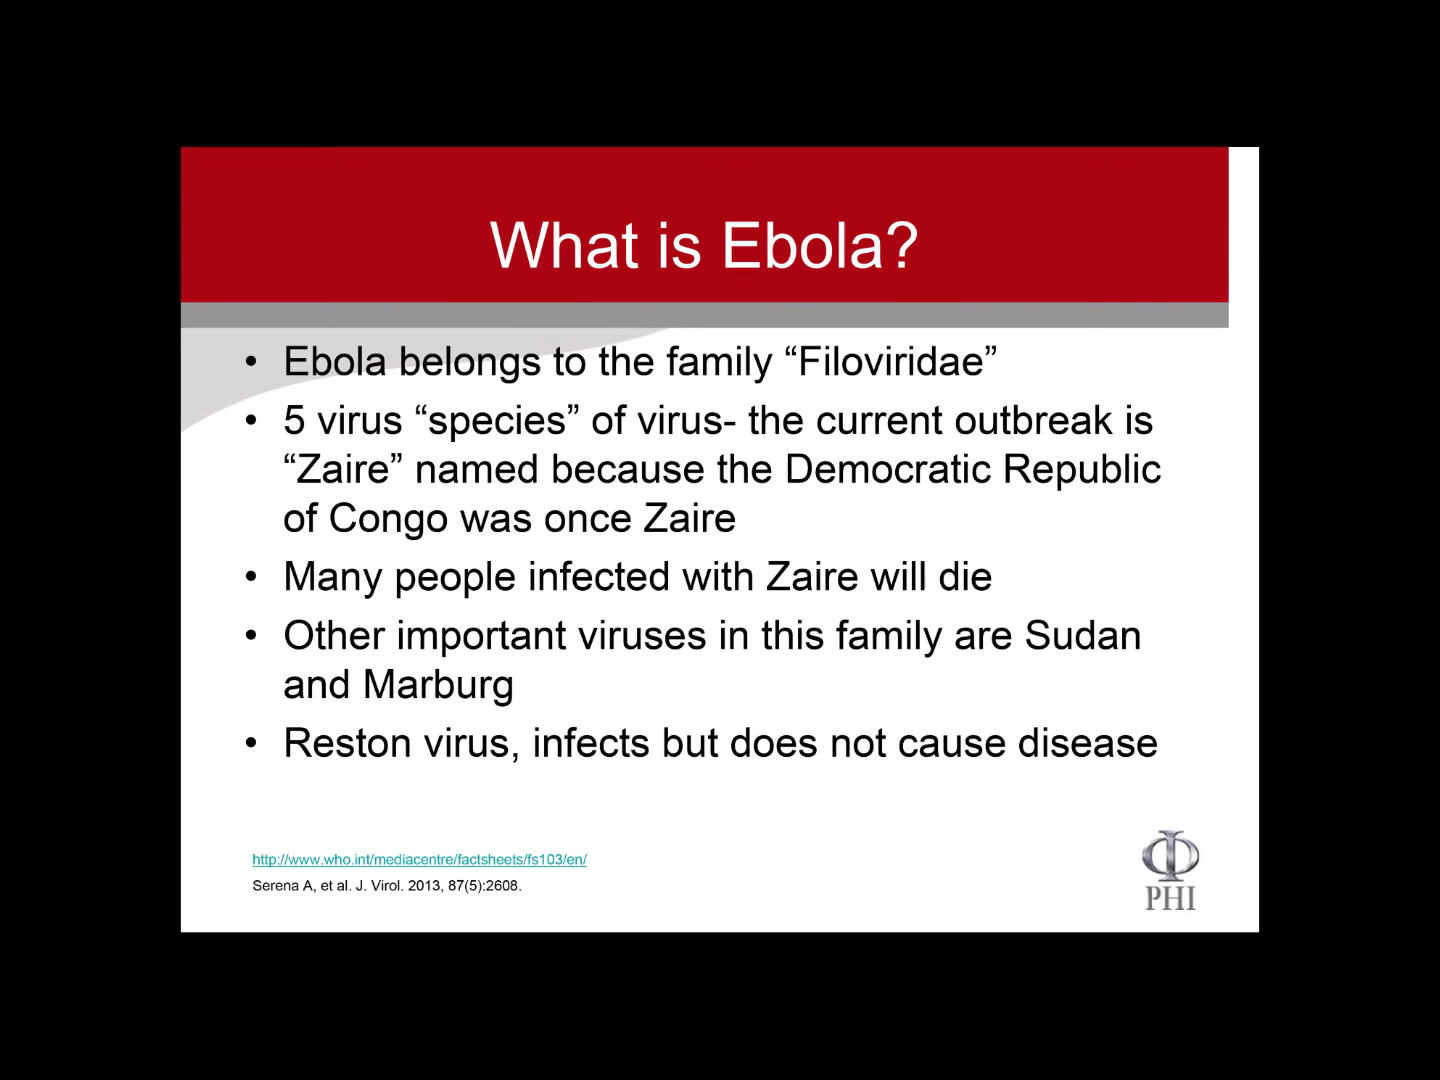 What is Ebola?
• Ebola belongs to the family “Filoviridae”
• 5 virus “species” of virus- the current outbreak is
“Zaire” named because the Democratic Republic
of Congo was once Zaire
• Many people infected with Zaire will die
• Other important viruses in this family are Sudan
and Marburg
• Reston virus, infects but does not cause disease
http://www.who.int/mediacentre/factsheets/fs103/en/
Serena A, et al. J. Virol. 2013, 87(5):2608.
PHI